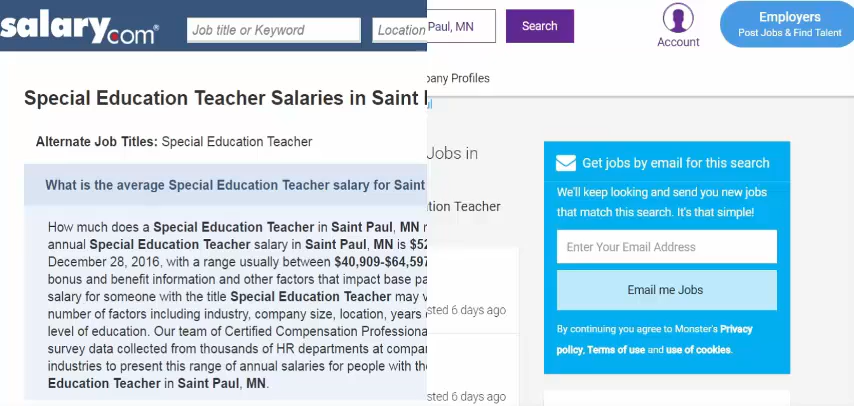 salary.com®
Job title or Keyword
Location
Special Education Teacher Salaries in Saint
Alternate Job Titles: Special Education Teacher
What is the average Special Education Teacher salary for Saint
How much does a Special Education Teacher in Saint Paul, MN
annual Special Education Teacher salary in Saint Paul, MN is $52
December 28, 2016, with a range usually between $40,909-$64,597
bonus and benefit information and other factors that impact base pa
salary for someone with the title Special Education Teacher may v
number of factors including industry, company size, location, years
level of education. Our team of Certified Compensation Professiona
survey data collected from thousands of HR departments at compan
industries to present this range of annual salaries for people with the
Education Teacher in Saint Paul, MN.
Paul, MN
Search
Account
Employers
Post Jobs & Find Talent
pany Profiles
Jobs in
tion Teacher
sted 6 days ago
sted 6 days ago
Get jobs by email for this search
We'll keep looking and send you new jobs
that match this search. It's that simple!
Enter Your Email Address
Email me Jobs
By continuing you agree to Monster's Privacy
policy, Terms of use and use of cookies.